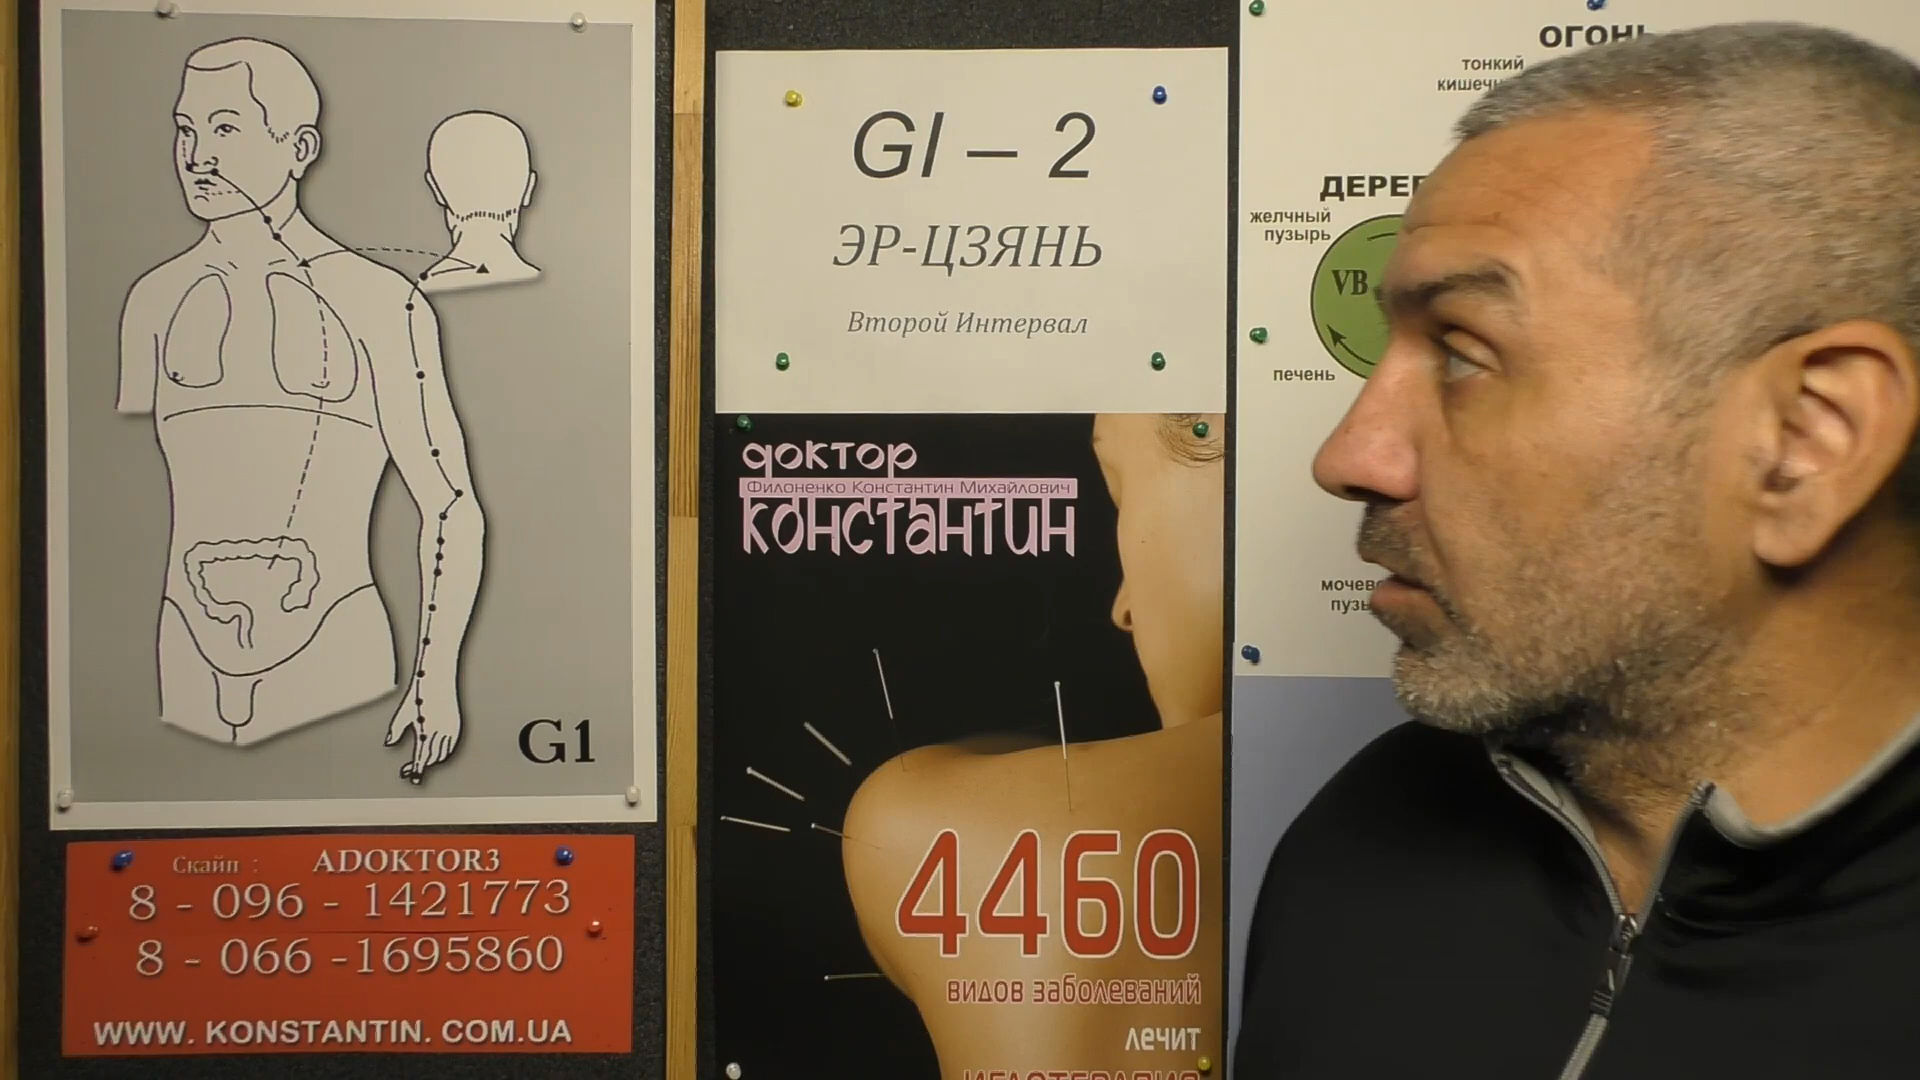 G1
Скайп : ADOKTOR3
8 - 096 - 1421773
8 - 066 -1695860
WWW. KONSTANTIN. COM.UA
GI – 2
ЭР-ЦЗЯНЬ
Второй Интервал
доктор
Филоненко Константин Михайлович
константин
4460
видов заболеваний
лечит
ОГОНЬ
тонкий
желчный
пузырь
VB
печень